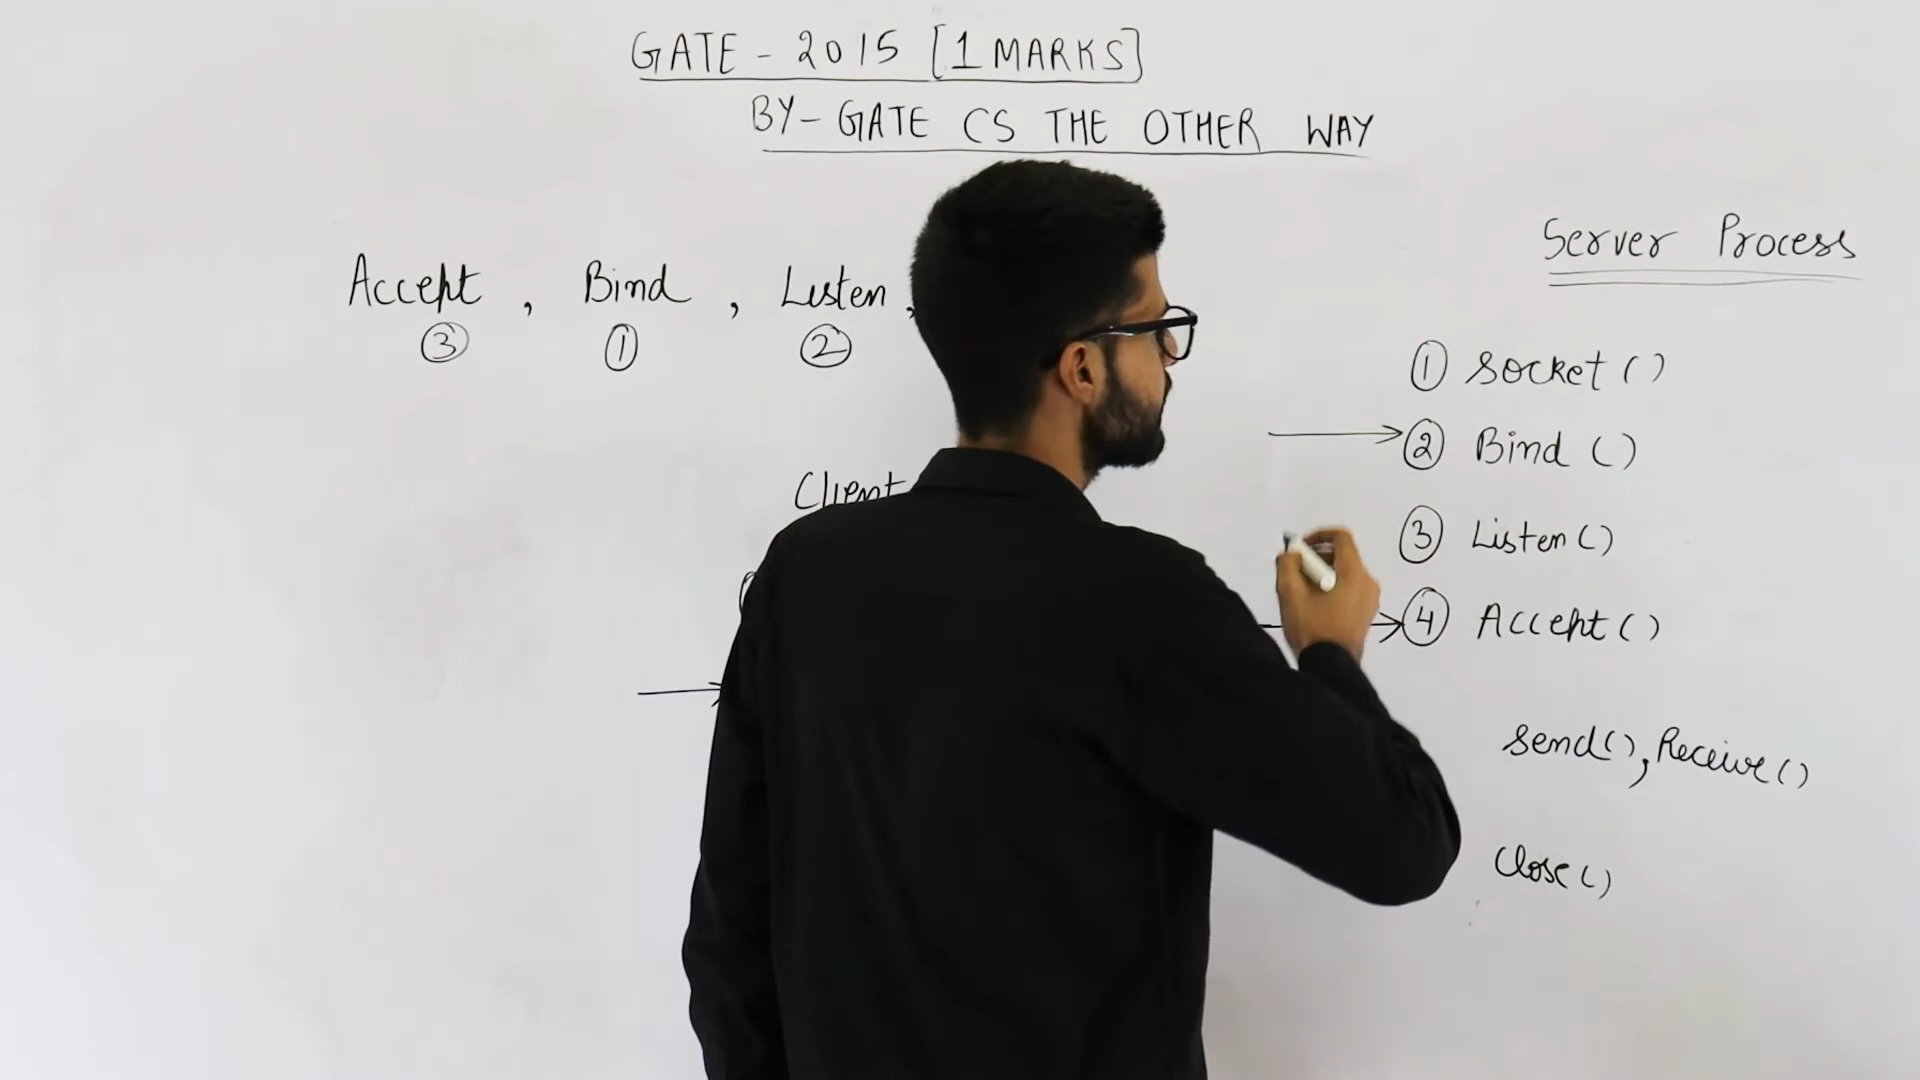 GATE - 2015 [1 MARKS]
BY - GATE CS THE OTHER WAY
Accept , Bind , Listen ,
③ ① ②
Client
Server Process
① Socket ( )
② Bind ( )
③ Listen ( )
④ Accept ( )
Send ( ) , Receive ( )
Close ( )